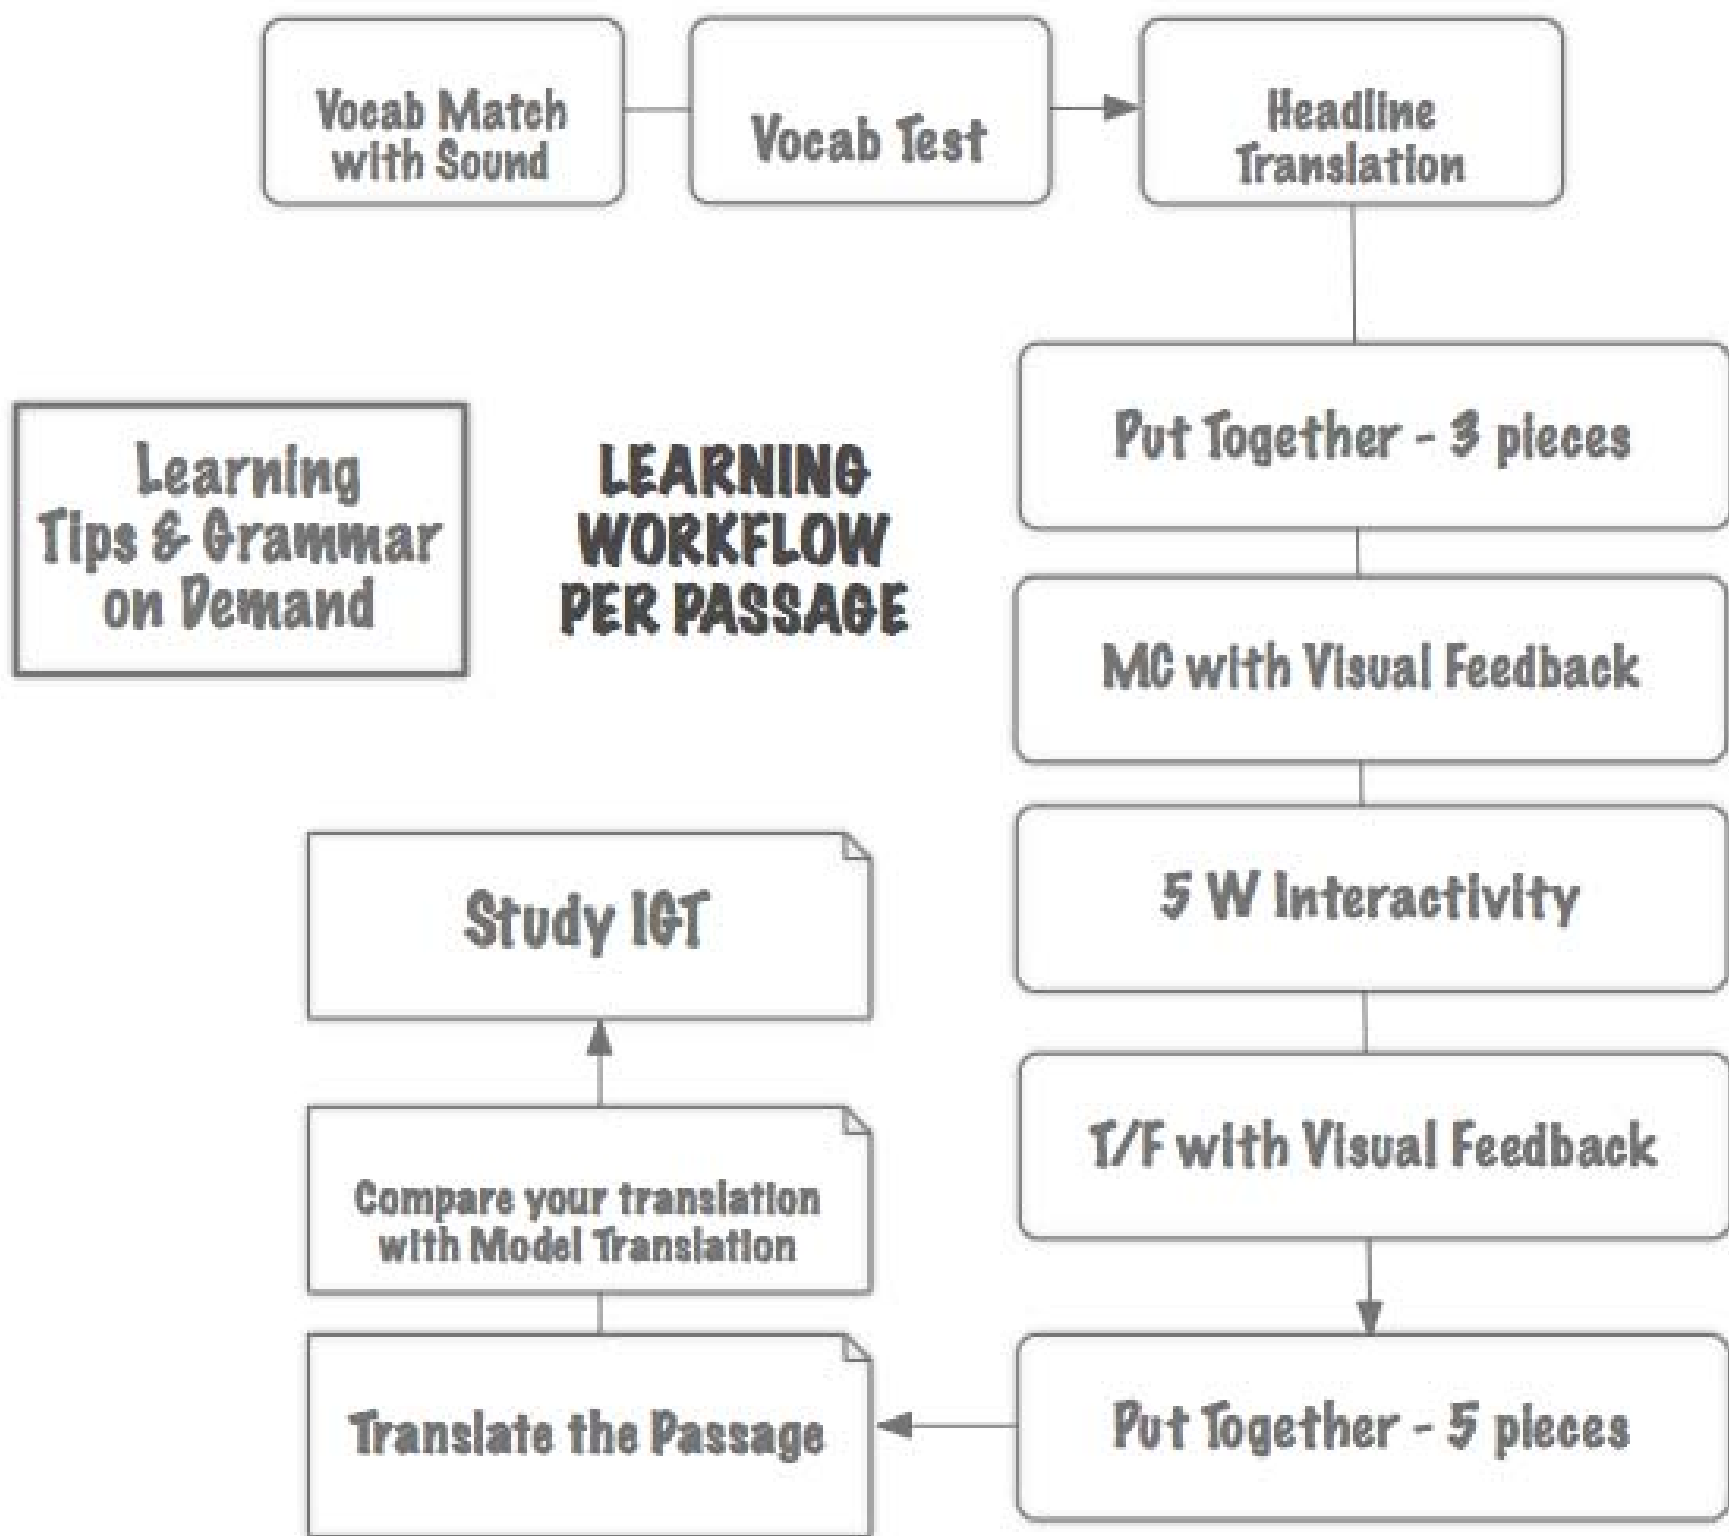 Vocab Match
with Sound
Vocab Test
Headline
Translation
Put Together - 3 pieces
Learning
Tips & Grammar
on Demand
LEARNING
WORKFLOW
PER PASSAGE
MC with Visual Feedback
5 W Interactivity
Study IGT
T/F with Visual Feedback
Compare your translation
with Model Translation
Put Together - 5 pieces
Translate the Passage